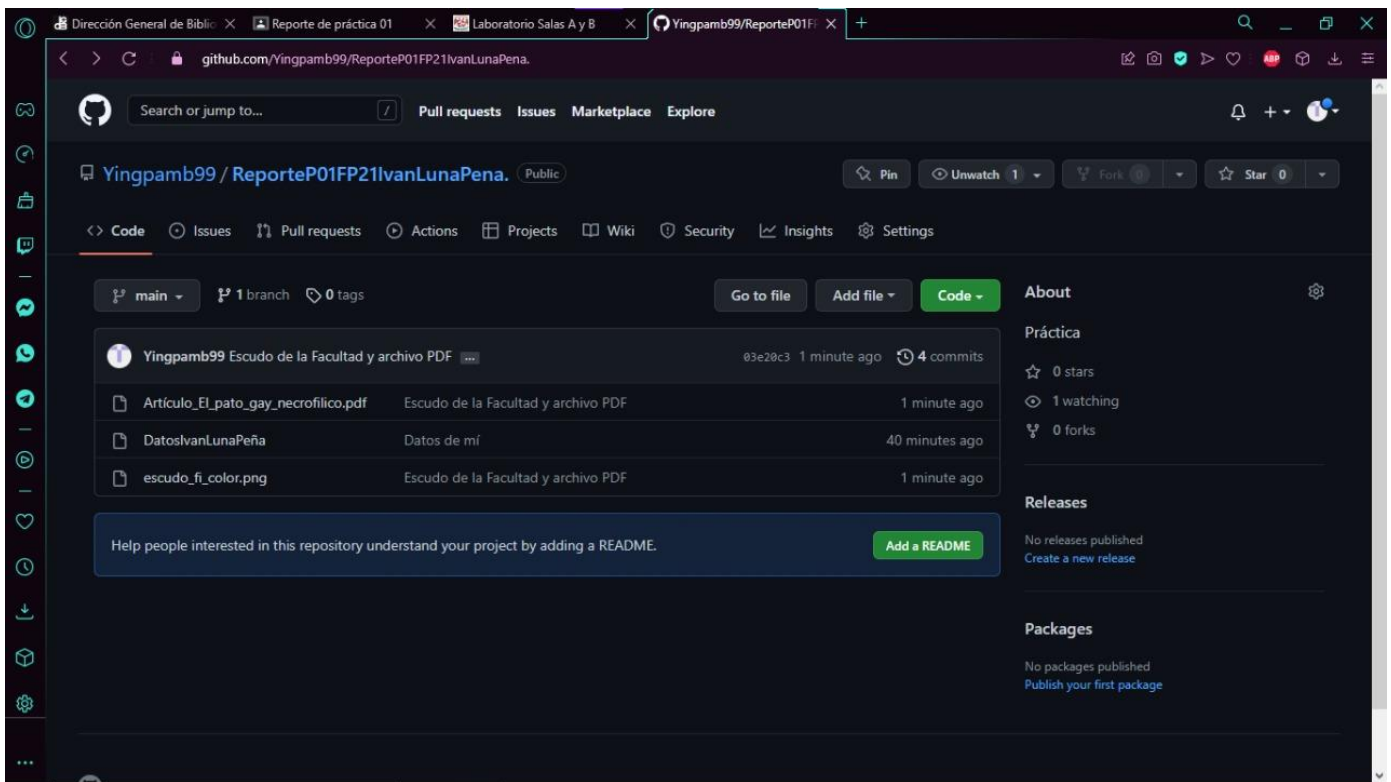 Dirección General de Biblio
Reporte de práctica 01
Laboratorio Salas A y B
Yingpamb99/ReporteP01F
github.com/Yingpamb99/ReporteP01FP21IvanLunaPena.
ABP
Search or jump to...
/
Pull requests Issues Marketplace Explore
Yingpamb99 / ReporteP01FP21IvanLunaPena. Public
Pin
Unwatch 1
Fork 0
Star 0
Code Issues Pull requests Actions Projects Wiki Security Insights Settings
main 1 branch 0 tags
Go to file Add file Code
Yingpamb99 Escudo de la Facultad y archivo PDF ... 03e20c3 1 minute ago 4 commits
Artículo_El_pato_gay_necrofilico.pdf Escudo de la Facultad y archivo PDF 1 minute ago
DatosIvanLunaPeña Datos de mí 40 minutes ago
escudo_fi_color.png Escudo de la Facultad y archivo PDF 1 minute ago
Help people interested in this repository understand your project by adding a README. Add a README
About
Práctica
0 stars
1 watching
0 forks
Releases
No releases published
Create a new release
Packages
No packages published
Publish your first package